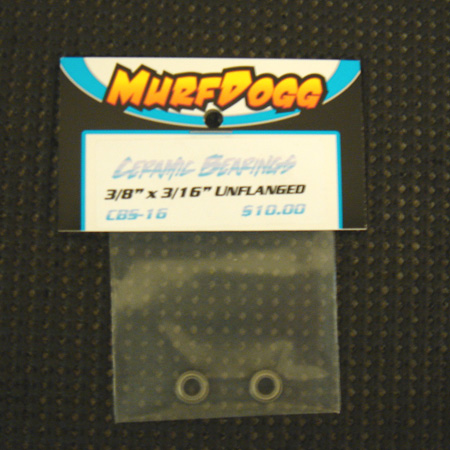 MURFDOGG
CERAMIC BEARINGS
3/8" x 3/16" UNFLANGED
CBS-16 $10.00